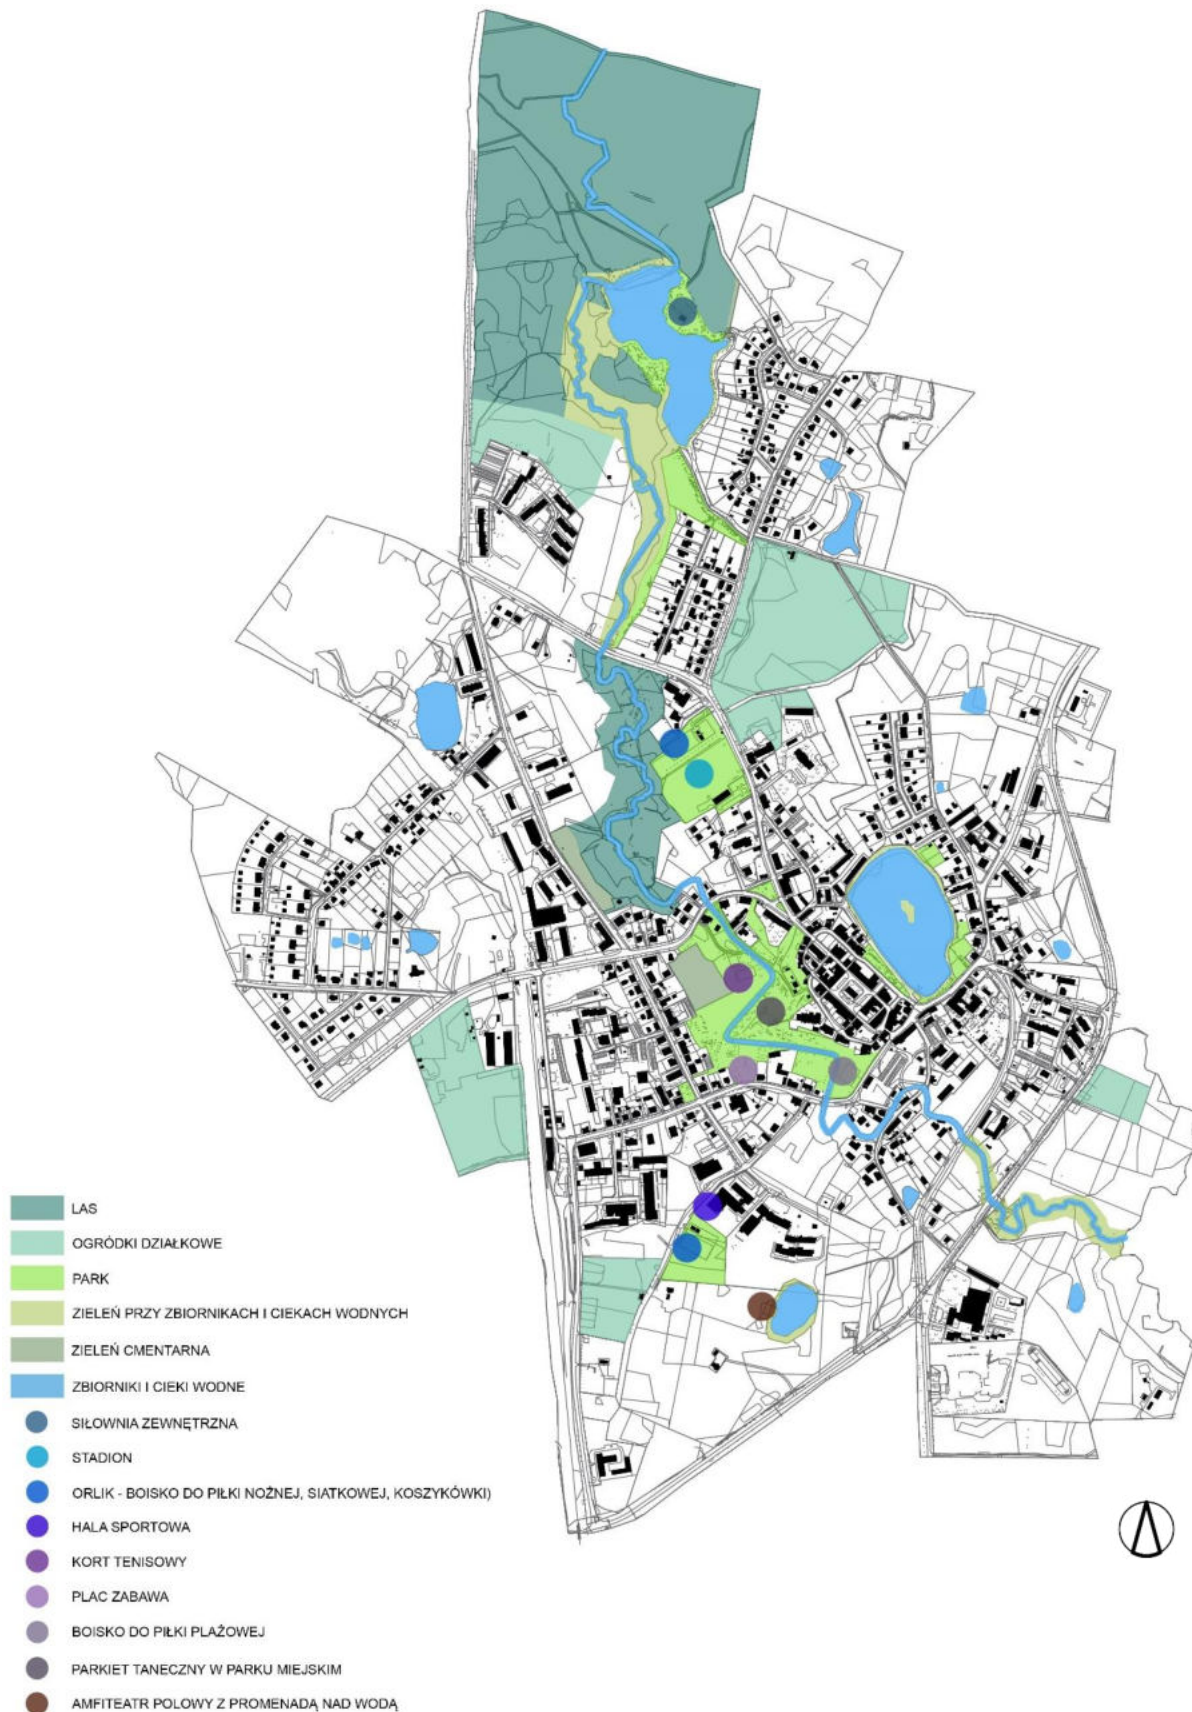 LAS
OGRÓDKI DZIAŁKOWE
PARK
ZIELEŃ PRZY ZBIORNIKACH I CIEKACH WODNYCH
ZIELEŃ CMENTARNA
ZBIORNIKI I CIEKI WODNE
SIŁOWNIA ZEWNĘTRZNA
STADION
ORLIK - BOISKO DO PIŁKI NOŻNEJ, SIATKOWEJ, KOSZYKÓWKI)
HALA SPORTOWA
KORT TENISOWY
PLAC ZABAWA
BOISKO DO PIŁKI PLAŻOWEJ
PARKIET TANECZNY W PARKU MIEJSKIM
AMFITEATR POLOWY Z PROMENADĄ NAD WODĄ